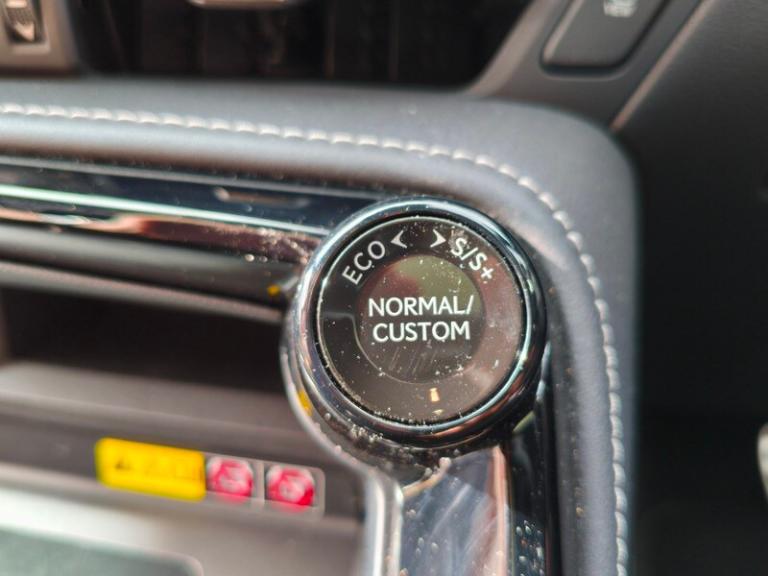 ECO < > S/S+
NORMAL/
CUSTOM